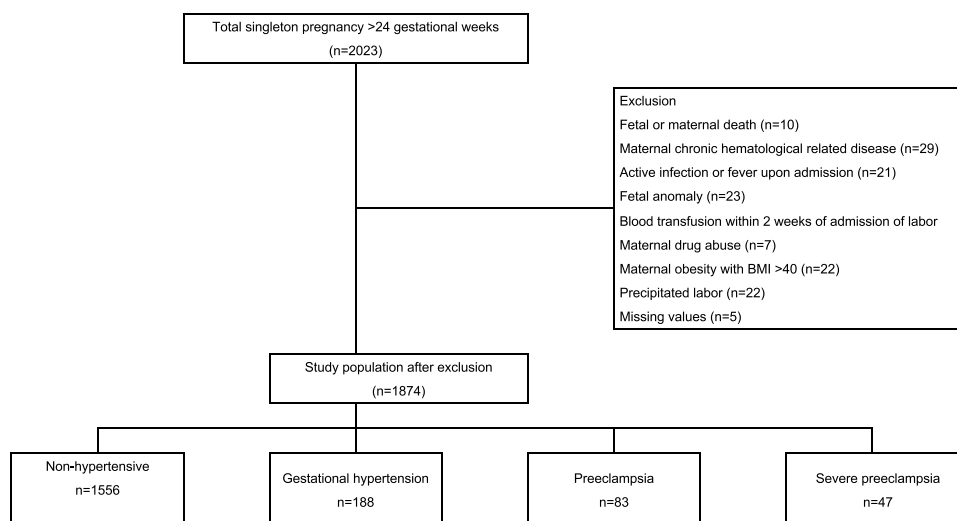 Total singleton pregnancy >24 gestational weeks
(n=2023)
Exclusion
Fetal or maternal death (n=10)
Maternal chronic hematological related disease (n=29)
Active infection or fever upon admission (n=21)
Fetal anomaly (n=23)
Blood transfusion within 2 weeks of admission of labor
Maternal drug abuse (n=7)
Maternal obesity with BMI >40 (n=22)
Precipitated labor (n=22)
Missing values (n=5)
Study population after exclusion
(n=1874)
Non-hypertensive
n=1556
Gestational hypertension
n=188
Preeclampsia
n=83
Severe preeclampsia
n=47